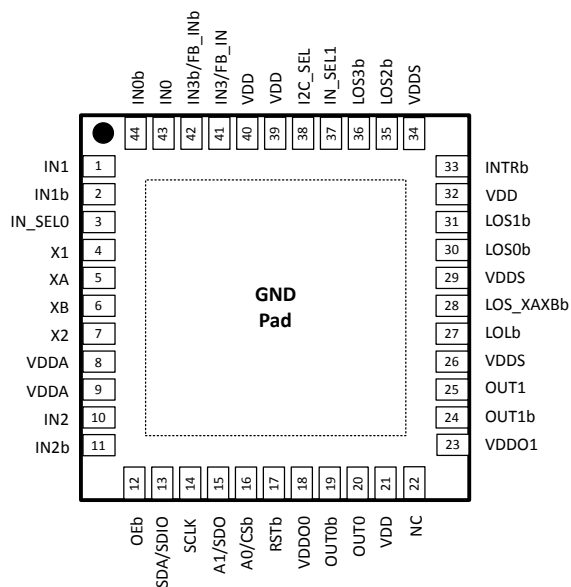 IN0b
IN0
IN3b/FB_INb
IN3/FB_IN
VDD
VDD
I2C_SEL
IN_SEL1
LOS3b
LOS2b
VDDS
44
43
42
41
40
39
38
37
36
35
34
IN1 1
IN1b 2
IN_SEL0 3
X1 4
XA 5
XB 6
X2 7
VDDA 8
VDDA 9
IN2 10
IN2b 11
GND
Pad
33 INTRb
32 VDD
31 LOS1b
30 LOS0b
29 VDDS
28 LOS_XAXBb
27 LOLb
26 VDDS
25 OUT1
24 OUT1b
23 VDDO1
12
13
14
15
16
17
18
19
20
21
22
OEb
SDA/SDIO
SCLK
A1/SDO
A0/CSb
RSTb
VDDO0
OUT0b
OUT0
VDD
NC